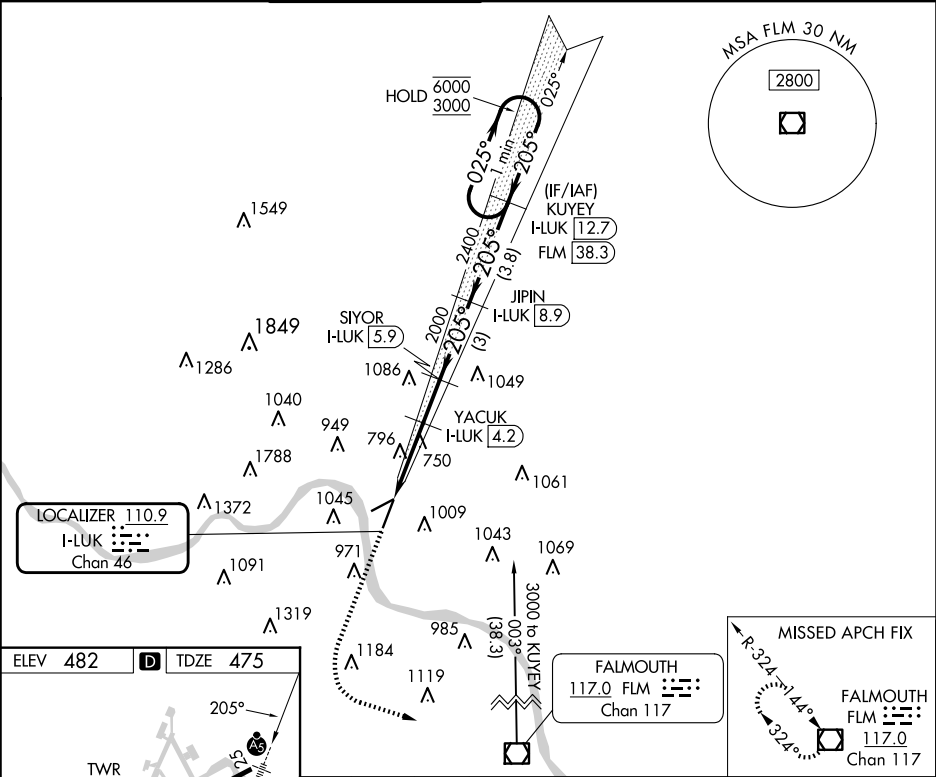 MSA FLM 30 NM
2800
HOLD 6000
3000
025°
1 min
205°
025°
(IF/IAF)
KUYEY
I-LUK 12.7
FLM 38.3
2400
205°
(3.8)
JIPIN
I-LUK 8.9
SIYOR
I-LUK 5.9
2000
205°
(3)
1549
1849
1286
1086
1049
1040
949
796
YACUK
I-LUK 4.2
750
1788
1061
1372
1045
1009
LOCALIZER 110.9
I-LUK
Chan 46
1043
1069
971
1091
1319
985
3000 to KUYEY
003°
(38.3)
1184
1119
FALMOUTH
117.0 FLM
Chan 117
MISSED APCH FIX
R-324
144°
324°
FALMOUTH
FLM
117.0
Chan 117
ELEV 482 D TDZE 475
205°
A5
25
TWR